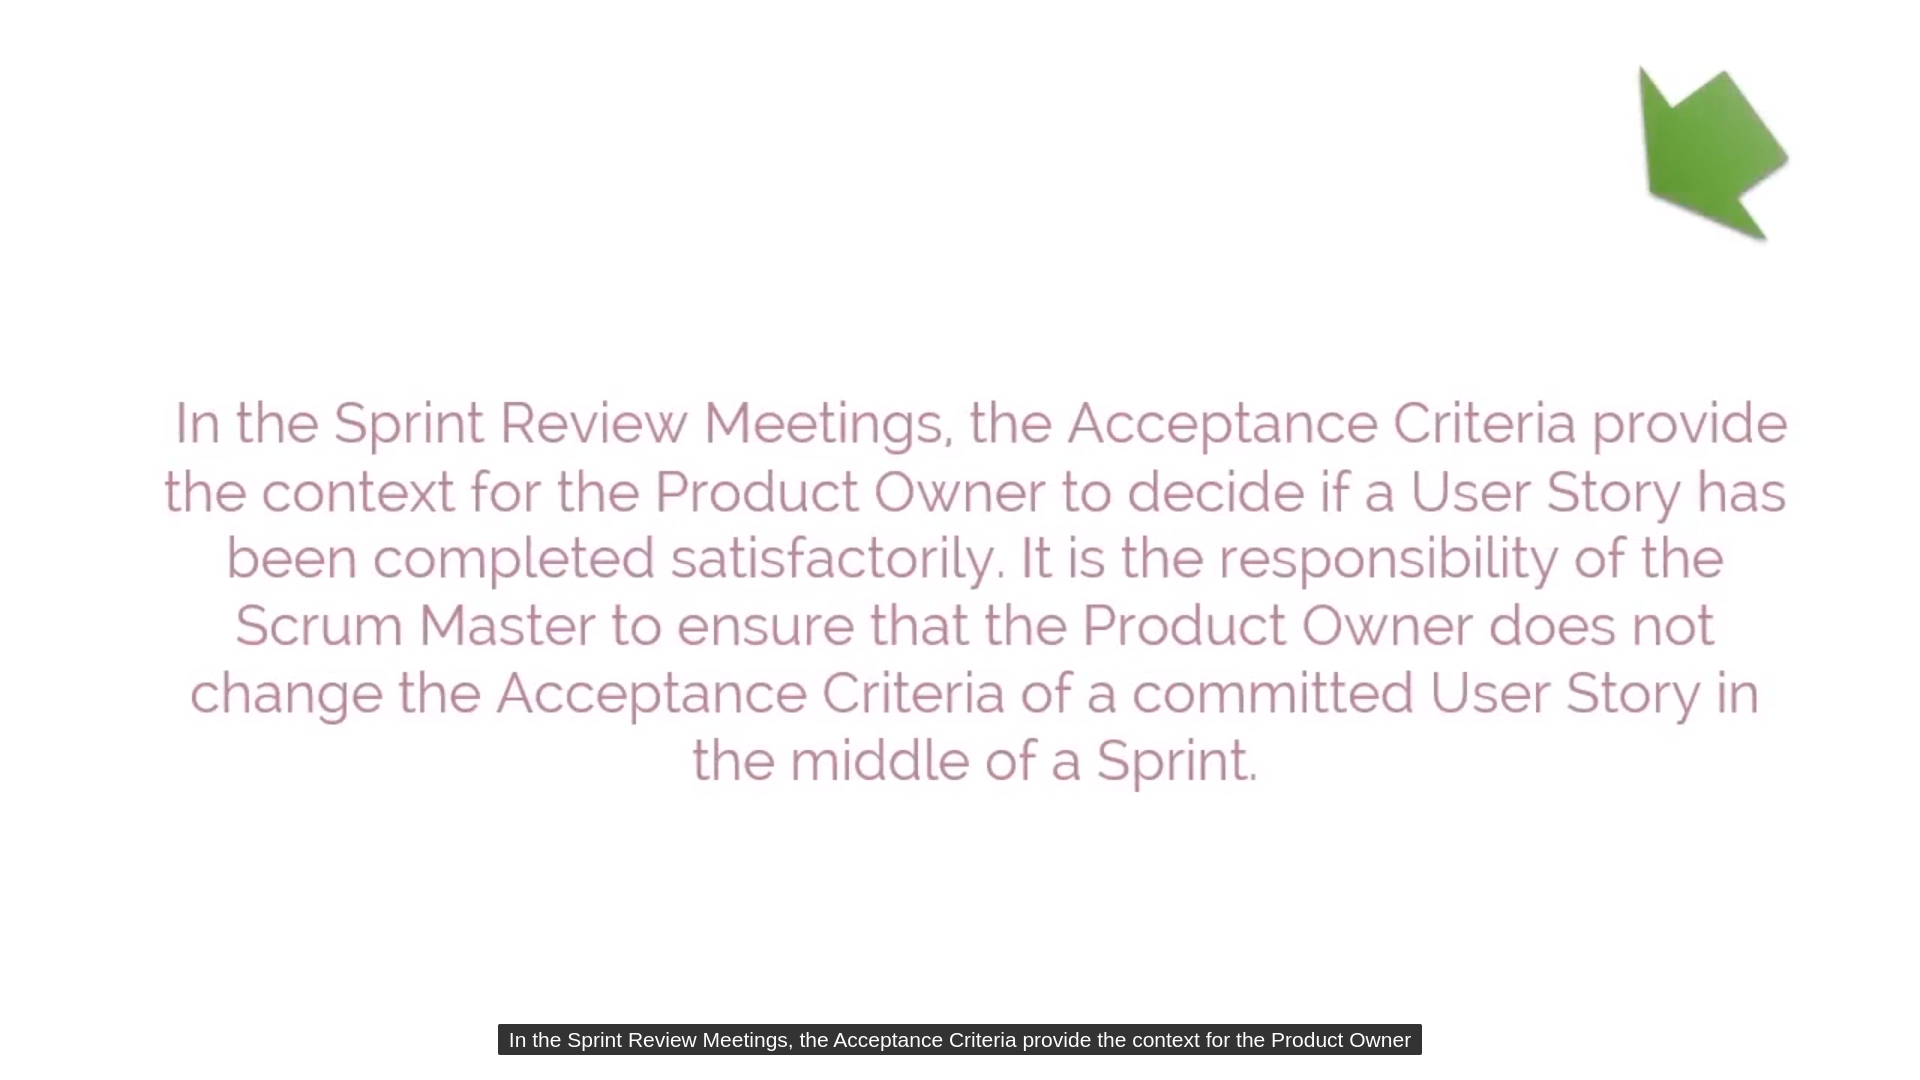 In the Sprint Review Meetings, the Acceptance Criteria provide
the context for the Product Owner to decide if a User Story has
been completed satisfactorily. It is the responsibility of the
Scrum Master to ensure that the Product Owner does not
change the Acceptance Criteria of a committed User Story in
the middle of a Sprint.
In the Sprint Review Meetings, the Acceptance Criteria provide the context for the Product Owner